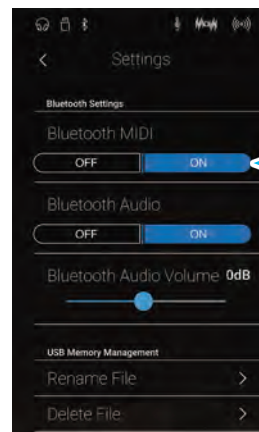 Settings
Bluetooth Settings
Bluetooth MIDI
OFF ON
Bluetooth Audio
OFF ON
Bluetooth Audio Volume 0dB
USB Memory Management
Rename File
Delete File